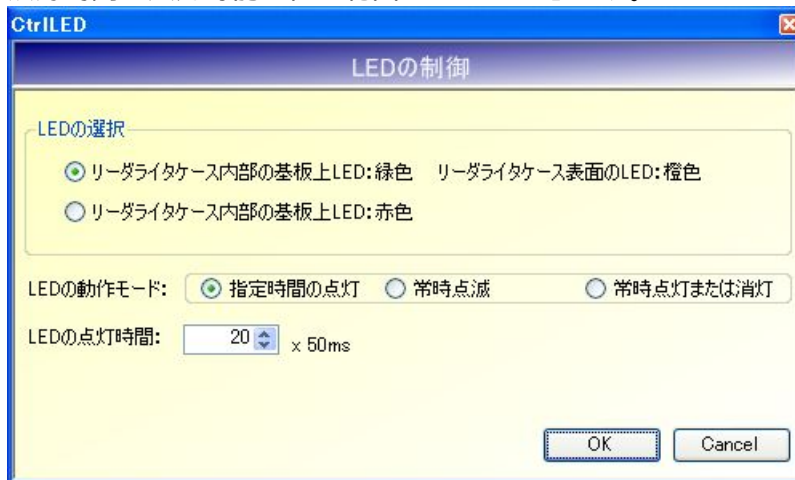 CtrlLED
LEDの制御
LEDの選択
リーダライタケース内部の基板上LED:緑色 リーダライタケース表面のLED:橙色
リーダライタケース内部の基板上LED:赤色
LEDの動作モード: 指定時間の点灯 常時点滅 常時点灯または消灯
LEDの点灯時間: 20 x 50ms
OK Cancel